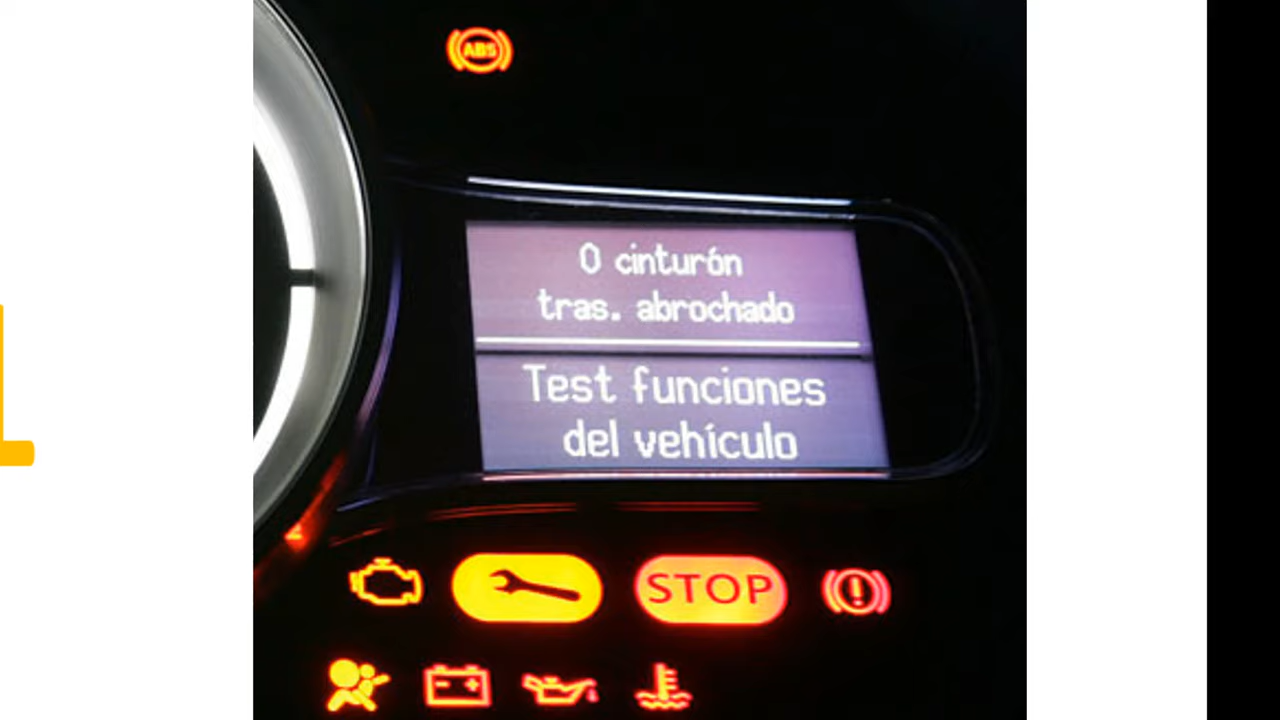 ABS
0 cinturón
tras. abrochado
Test funciones
del vehículo
STOP